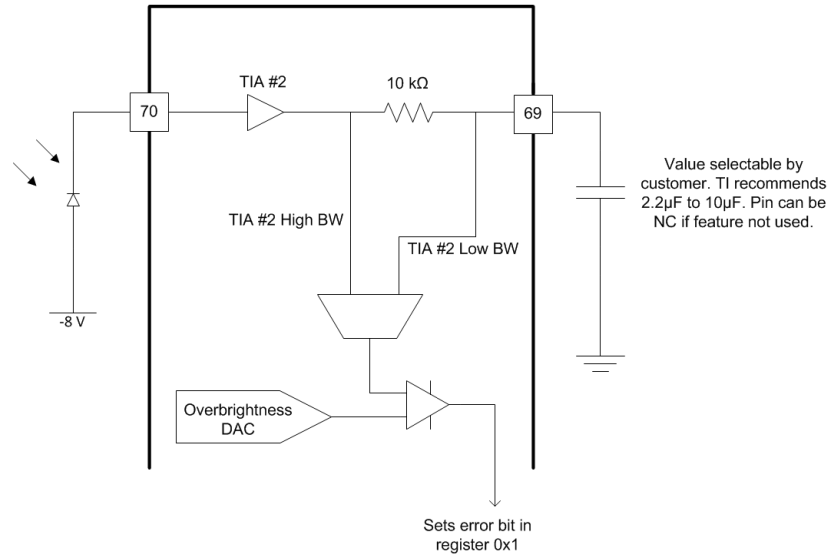 TIA #2
10 kΩ
70
69
Value selectable by
customer. TI recommends
2.2µF to 10µF. Pin can be
NC if feature not used.
TIA #2 High BW
TIA #2 Low BW
-8 V
Overbrightness
DAC
Sets error bit in
register 0x1